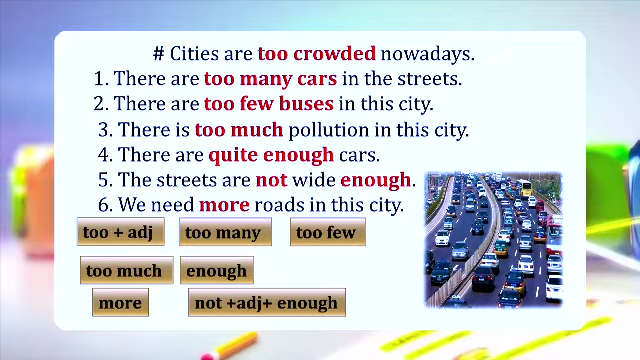 # Cities are too crowded nowadays.
1. There are too many cars in the streets.
2. There are too few buses in this city.
3. There is too much pollution in this city.
4. There are quite enough cars.
5. The streets are not wide enough.
6. We need more roads in this city.
too + adj too many too few
too much enough
more not +adj+ enough